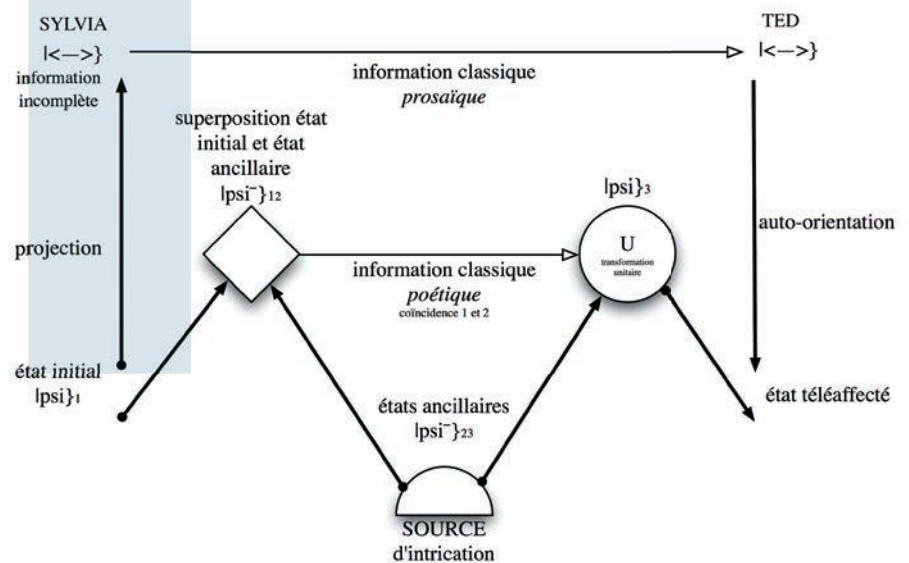 SYLVIA
|<—>}
information
incomplète
TED
|<—>}
information classique
prosaïque
superposition état
initial et état
ancillaire
|psi⁻}₁₂
|psi}₃
projection
U
transformation
unitaire
auto-orientation
information classique
poétique
coïncidence 1 et 2
état initial
|psi}₁
états ancillaires
|psi⁻}₂₃
état téléaffecté
SOURCE
d'intrication